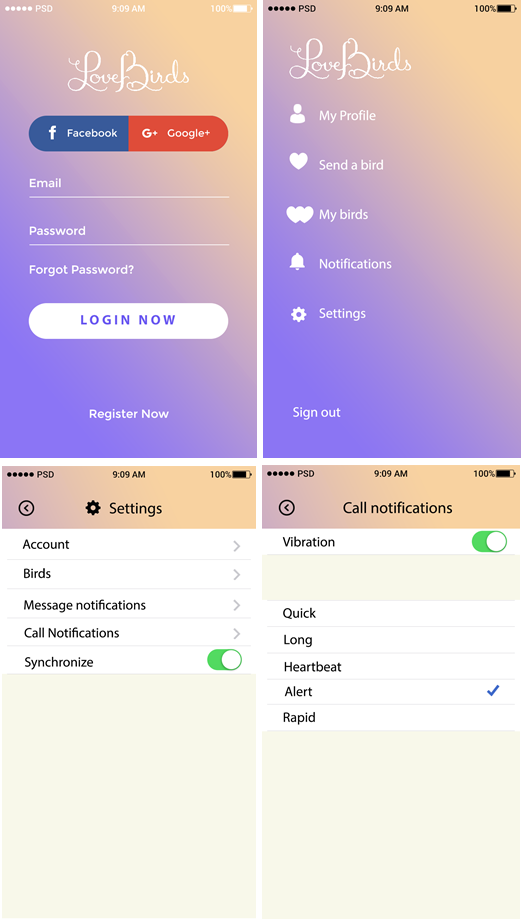 PSD 9:09 AM 100%
LoveBirds
f Facebook G+ Google+
Email
Password
Forgot Password?
LOGIN NOW
Register Now
PSD 9:09 AM 100%
LoveBirds
My Profile
Send a bird
My birds
Notifications
Settings
Sign out
PSD 9:09 AM 100%
Settings
Account
Birds
Message notifications
Call Notifications
Synchronize
PSD 9:09 AM 100%
Call notifications
Vibration
Quick
Long
Heartbeat
Alert
Rapid